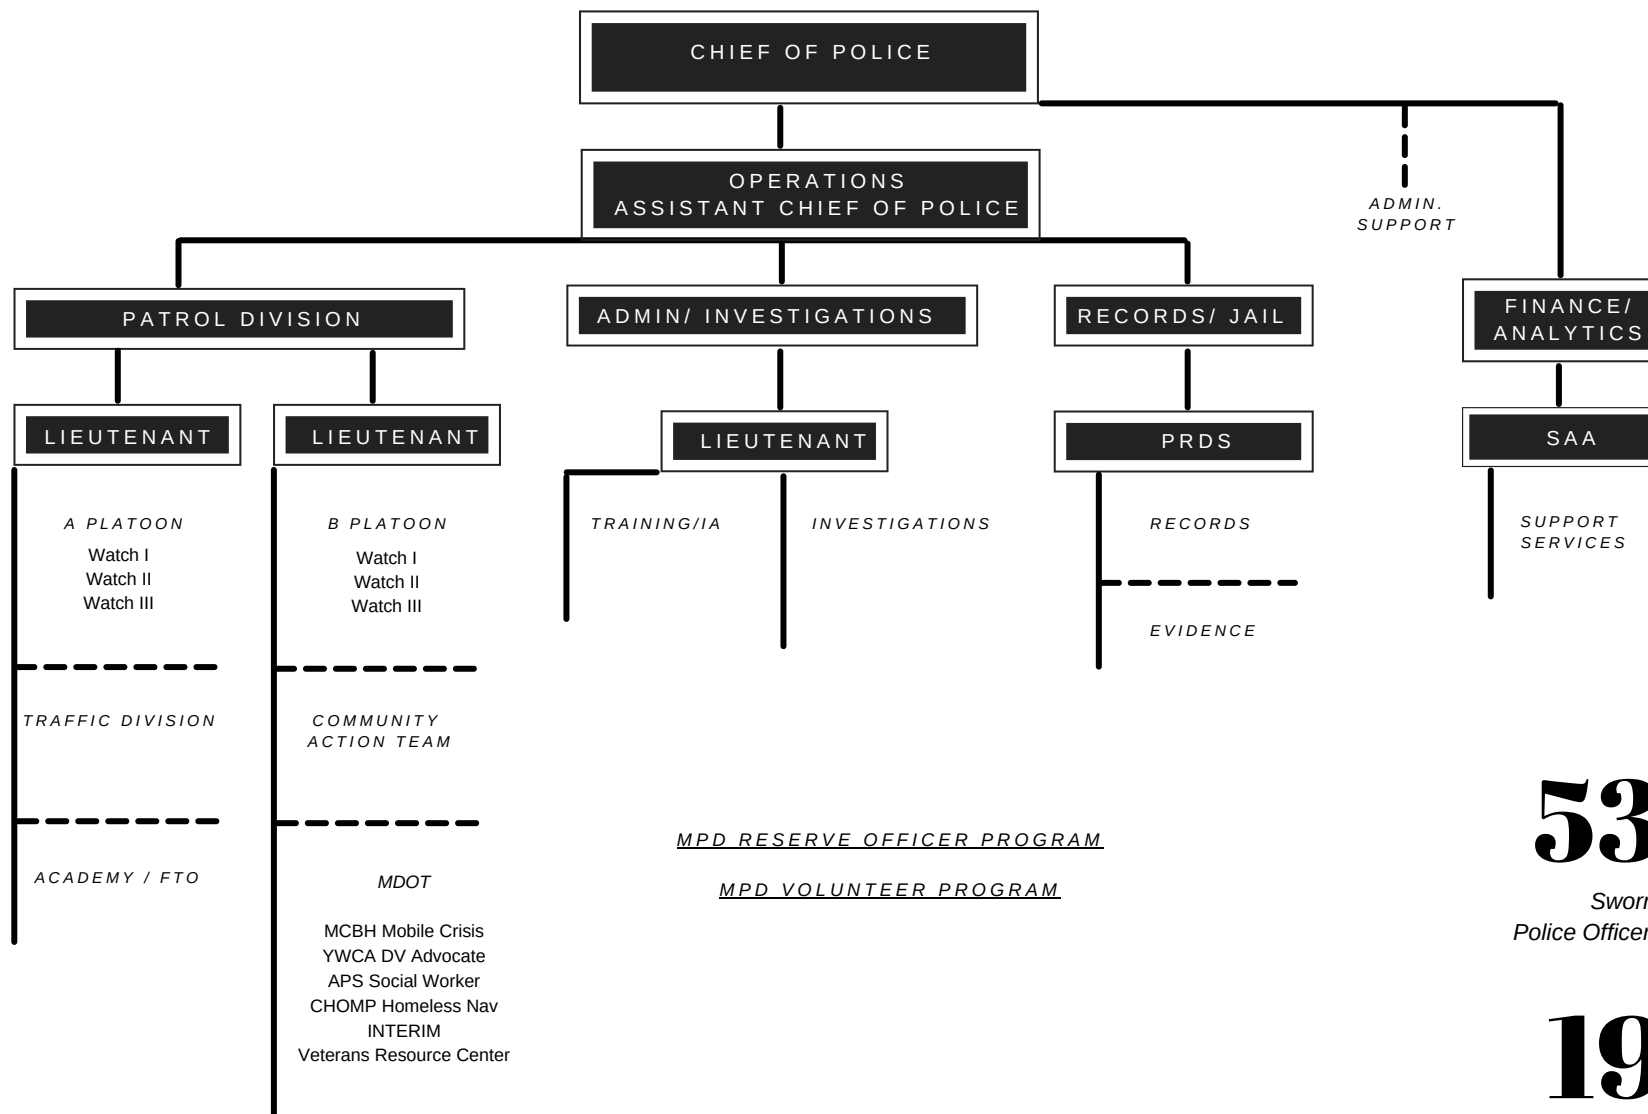 CHIEF OF POLICE
OPERATIONS
ASSISTANT CHIEF OF POLICE
ADMIN.
SUPPORT
PATROL DIVISION
ADMIN/ INVESTIGATIONS
RECORDS/ JAIL
FINANCE/
ANALYTICS
LIEUTENANT
LIEUTENANT
LIEUTENANT
PRDS
SAA
A PLATOON
Watch I
Watch II
Watch III
TRAFFIC DIVISION
ACADEMY / FTO
B PLATOON
Watch I
Watch II
Watch III
COMMUNITY
ACTION TEAM
MDOT
MCBH Mobile Crisis
YWCA DV Advocate
APS Social Worker
CHOMP Homeless Nav
INTERIM
Veterans Resource Center
TRAINING/IA
INVESTIGATIONS
RECORDS
EVIDENCE
SUPPORT
SERVICES
MPD RESERVE OFFICER PROGRAM
MPD VOLUNTEER PROGRAM
53
Sworn
Police Officer
19